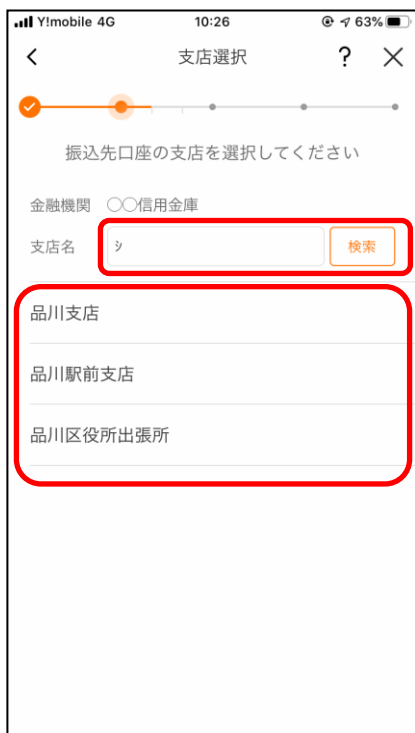 Y!mobile 4G 10:26 63%
支店選択 ?
振込先口座の支店を選択してください
金融機関 ○○信用金庫
支店名 ｼ 検索
品川支店
品川駅前支店
品川区役所出張所